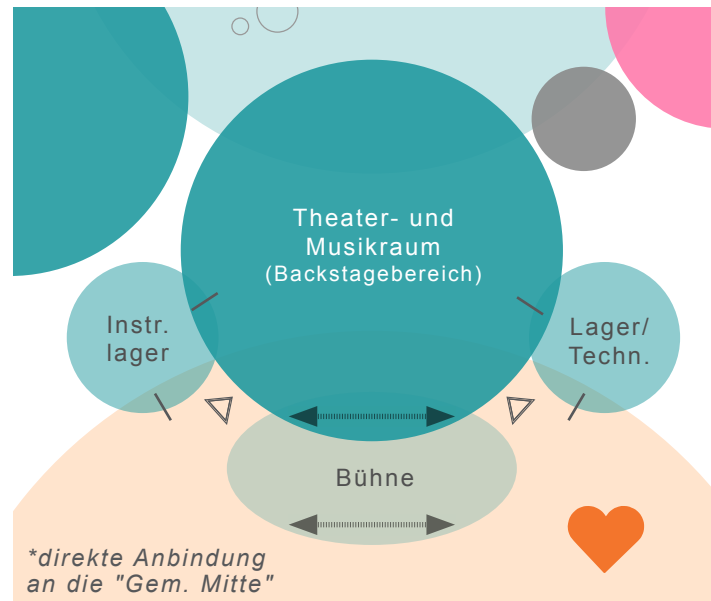 Theater- und
Musikraum
(Backstagebereich)
Instr.
lager
Lager/
Techn.
Bühne
*direkte Anbindung
an die "Gem. Mitte"